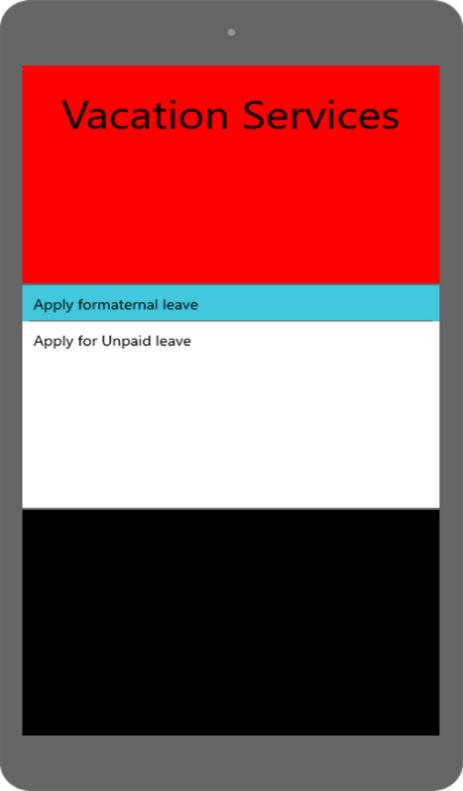 Vacation Services
Apply formaternal leave
Apply for Unpaid leave